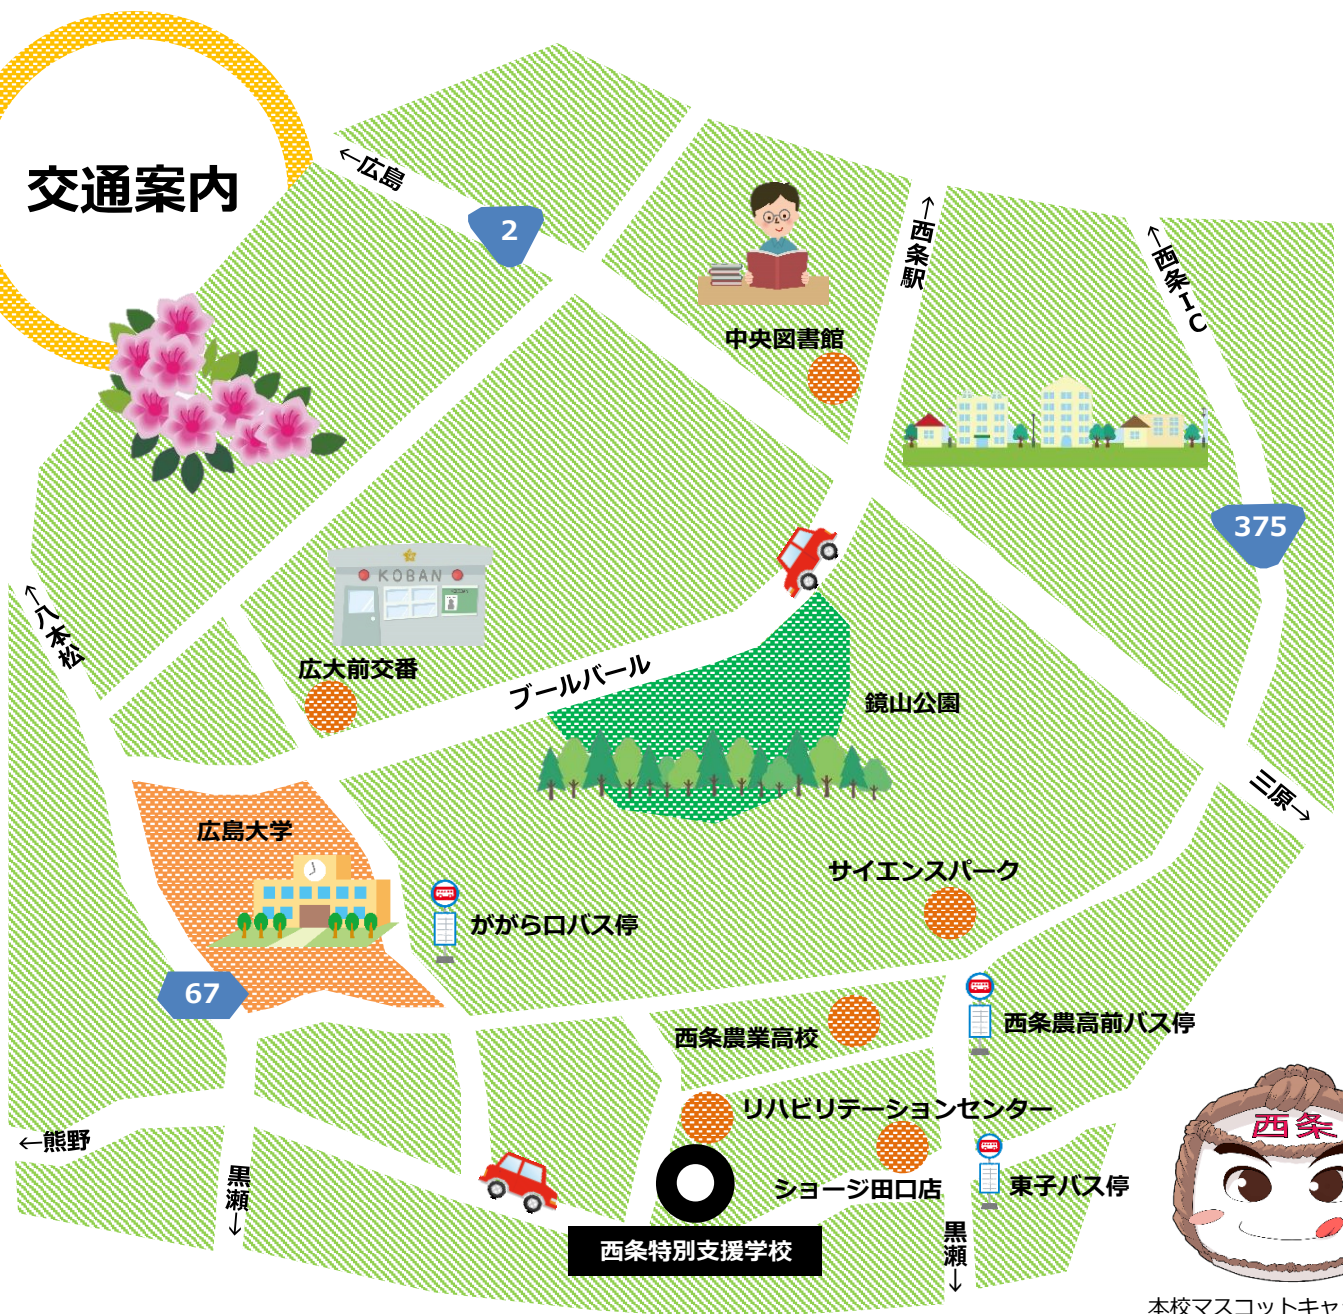 交通案内
←広島
2
←西条駅
←西条IC
中央図書館
375
KOBAN
←八本松
広大前交番
ブールバール
鏡山公園
三原→
広島大学
サイエンスパーク
ががら口バス停
67
西条農業高校
西条農高前バス停
リハビリテーションセンター
西条
←熊野
黒瀬→
ショージ田口店
東子バス停
西条特別支援学校
黒瀬→
本校マスコットキャ